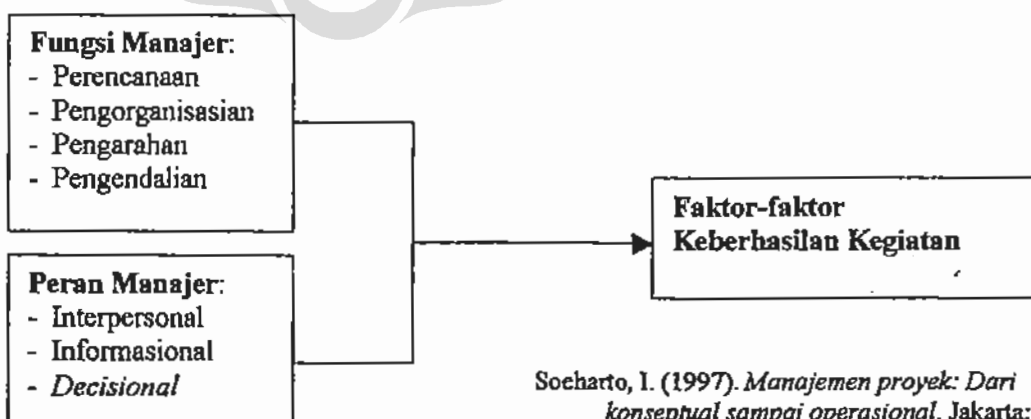 Fungsi Manajer:
- Perencanaan
- Pengorganisasian
- Pengarahan
- Pengendalian
Faktor-faktor
Keberhasilan Kegiatan
Peran Manajer:
- Interpersonal
- Informasional
- Decisional
Soeharto, I. (1997). Manajemen proyek: Dari
konseptual sampai operasional. Jakarta: